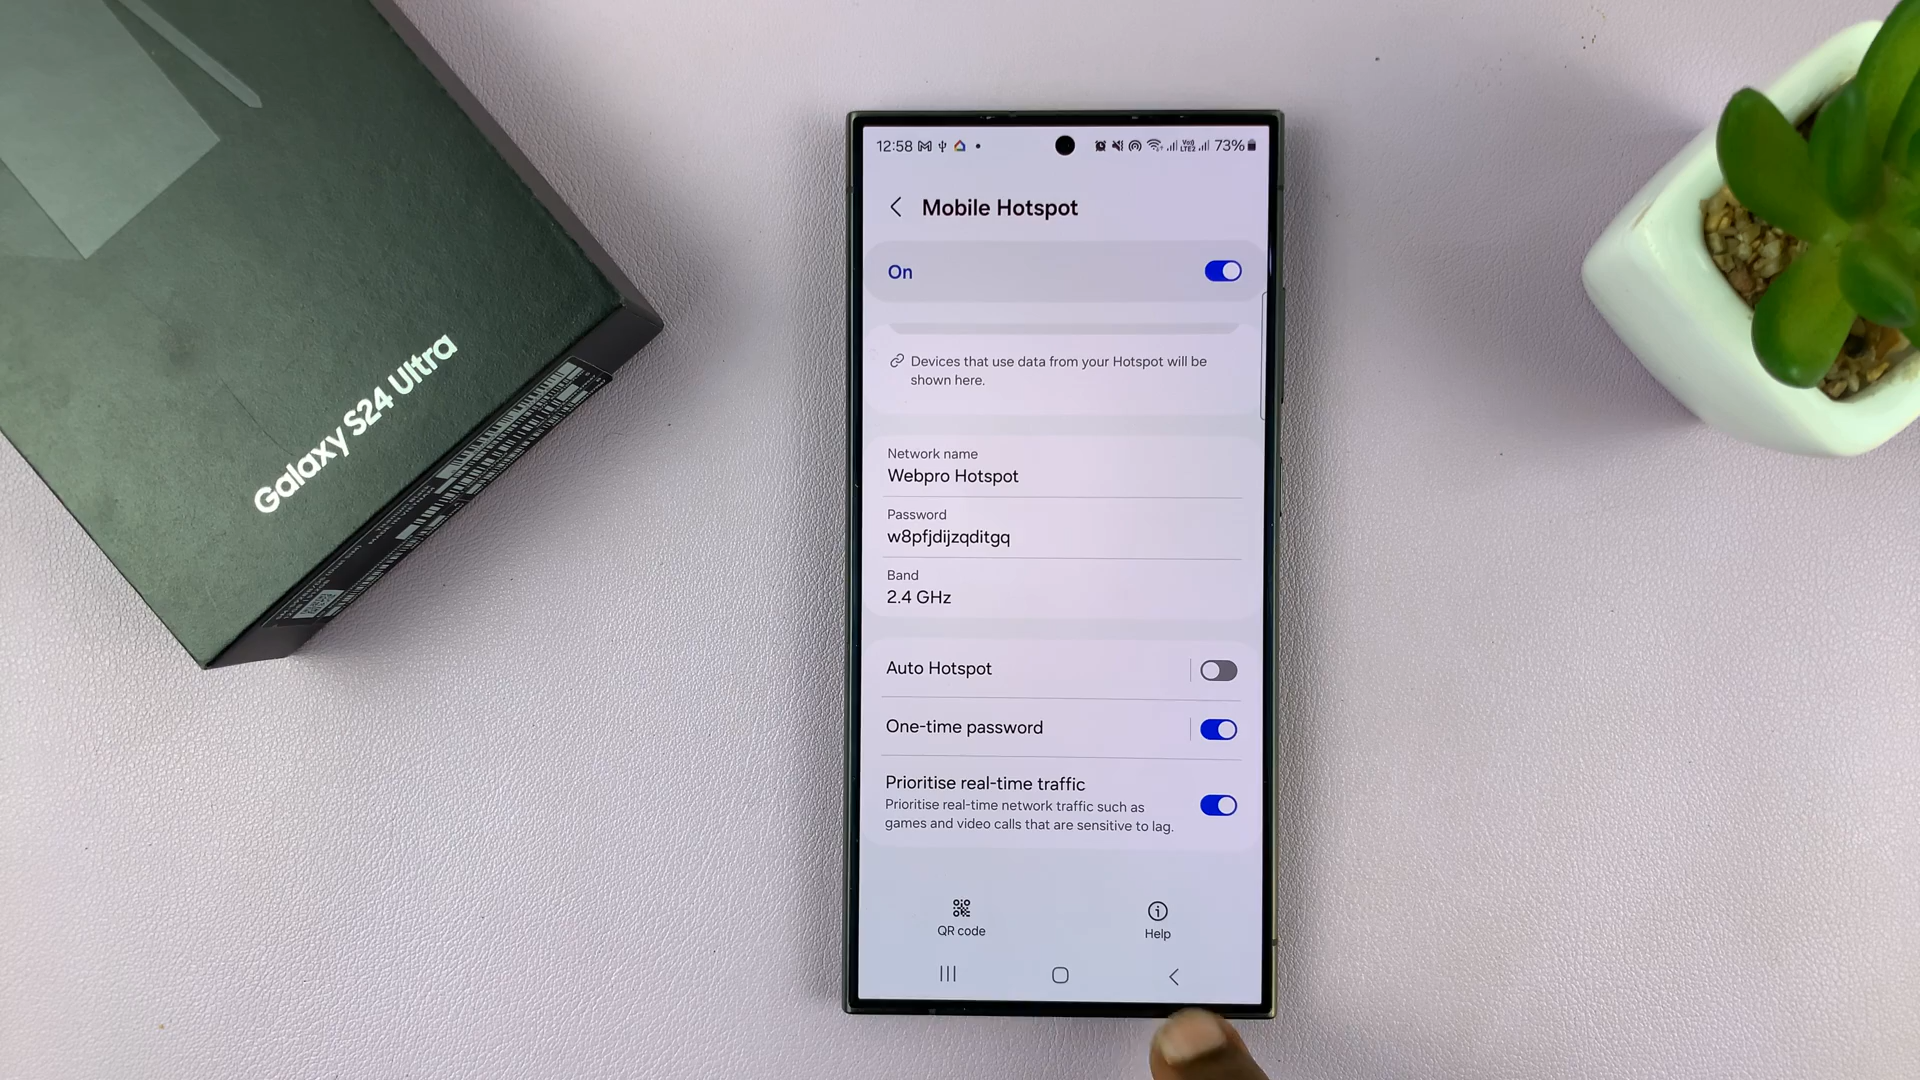 Galaxy S24 Ultra
MADE IN VIETNAM
12:58
73%
Mobile Hotspot
On
Devices that use data from your Hotspot will be
shown here.
Network name
Webpro Hotspot
Password
w8pfjdijzqditgq
Band
2.4 GHz
Auto Hotspot
One-time password
Prioritise real-time traffic
Prioritise real-time network traffic such as
games and video calls that are sensitive to lag.
QR code
Help